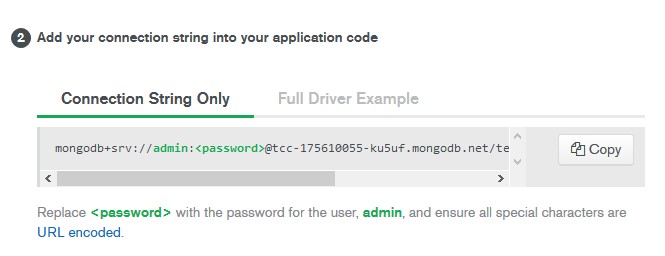 2 Add your connection string into your application code
Connection String Only Full Driver Example
mongodb+srv://admin:<password>@tcc-175610055-ku5uf.mongodb.net/te
Copy
Replace <password> with the password for the user, admin, and ensure all special characters are
URL encoded.